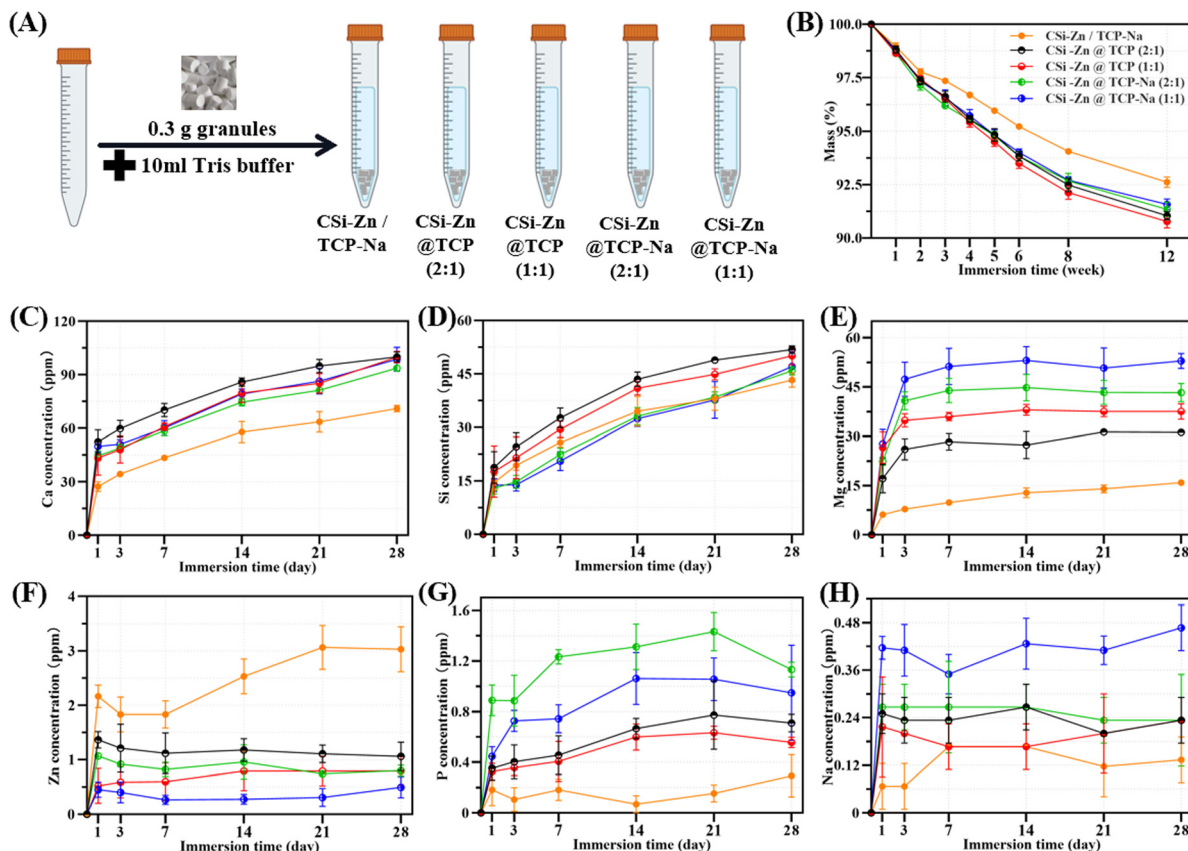 (A)
0.3 g granules
10ml Tris buffer
CSi-Zn /
TCP-Na
CSi-Zn
@TCP
(2:1)
CSi-Zn
@TCP
(1:1)
CSi-Zn
@TCP-Na
(2:1)
CSi-Zn
@TCP-Na
(1:1)
(B)
100.0
97.5
95.0
92.5
90.0
Mass (%)
CSi-Zn / TCP-Na
CSi-Zn @ TCP (2:1)
CSi-Zn @ TCP (1:1)
CSi-Zn @ TCP-Na (2:1)
CSi-Zn @ TCP-Na (1:1)
1 2 3 4 5 6 8 12
Immersion time (week)
(C)
120
90
60
30
0
Ca concentration (ppm)
1 3 7 14 21 28
Immersion time (day)
(D)
60
45
30
15
0
Si concentration (ppm)
1 3 7 14 21 28
Immersion time (day)
(E)
60
45
30
15
0
Mg concentration (ppm)
1 3 7 14 21 28
Immersion time (day)
(F)
4
3
2
1
0
Zn concentration (ppm)
1 3 7 14 21 28
Immersion time (day)
(G)
1.6
1.2
0.8
0.4
0
P concentration (ppm)
1 3 7 14 21 28
Immersion time (day)
(H)
0.48
0.36
0.24
0.12
0
Na concentration (ppm)
1 3 7 14 21 28
Immersion time (day)